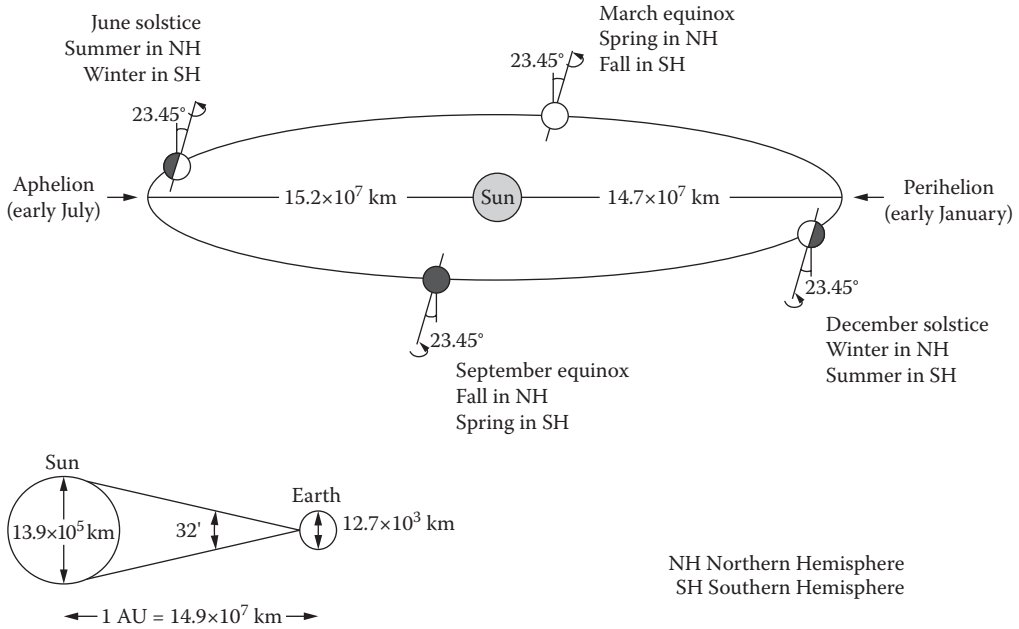 June solstice
Summer in NH
Winter in SH
March equinox
Spring in NH
Fall in SH
23.45°
23.45°
Aphelion
(early July)
15.2×10⁷ km
Sun
14.7×10⁷ km
Perihelion
(early January)
23.45°
23.45°
December solstice
Winter in NH
Summer in SH
September equinox
Fall in NH
Spring in SH
Sun
Earth
13.9×10⁵ km
32'
12.7×10³ km
1 AU = 14.9×10⁷ km
NH Northern Hemisphere
SH Southern Hemisphere